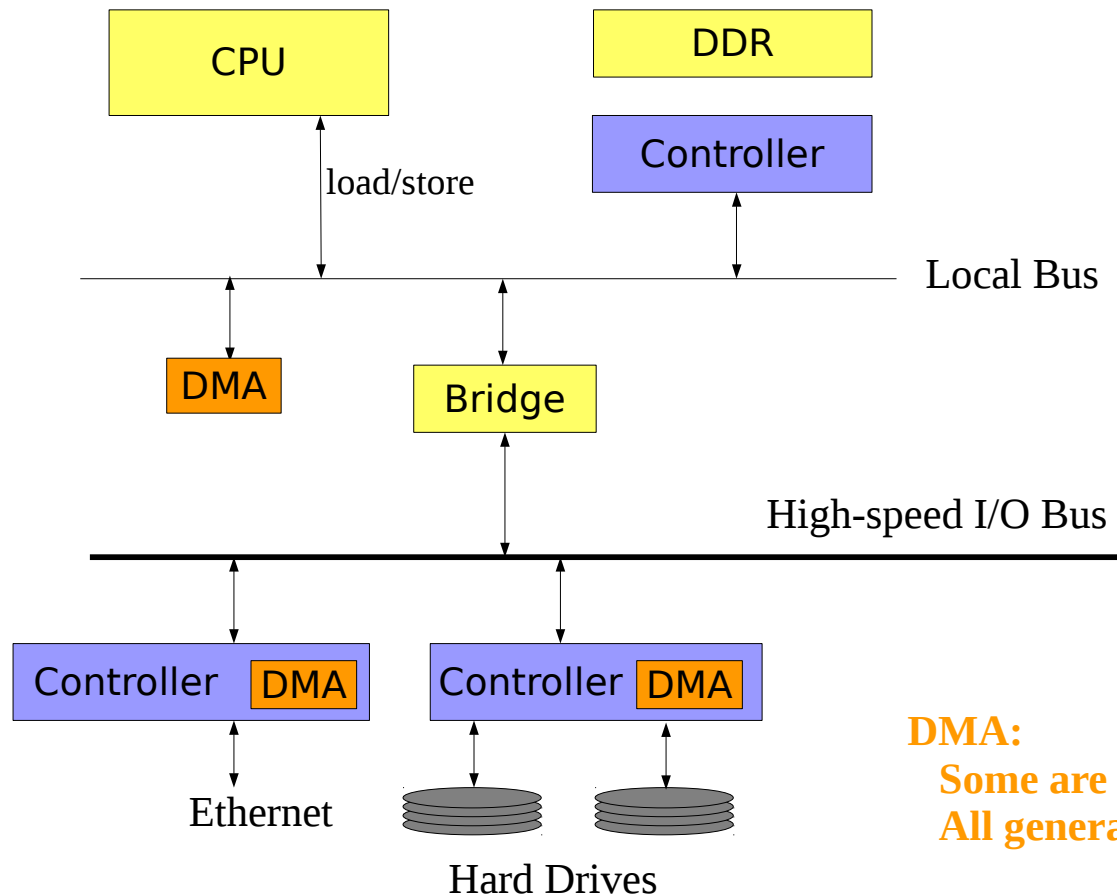 CPU
DDR
Controller
load/store
Local Bus
DMA
Bridge
High-speed I/O Bus
Controller
DMA
Controller
DMA
DMA:
Some are
All genera
Ethernet
Hard Drives